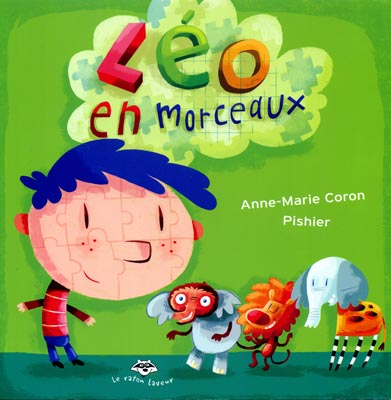 Léo
en morceaux
Anne-Marie Coron
Pishier
Le raton laveur